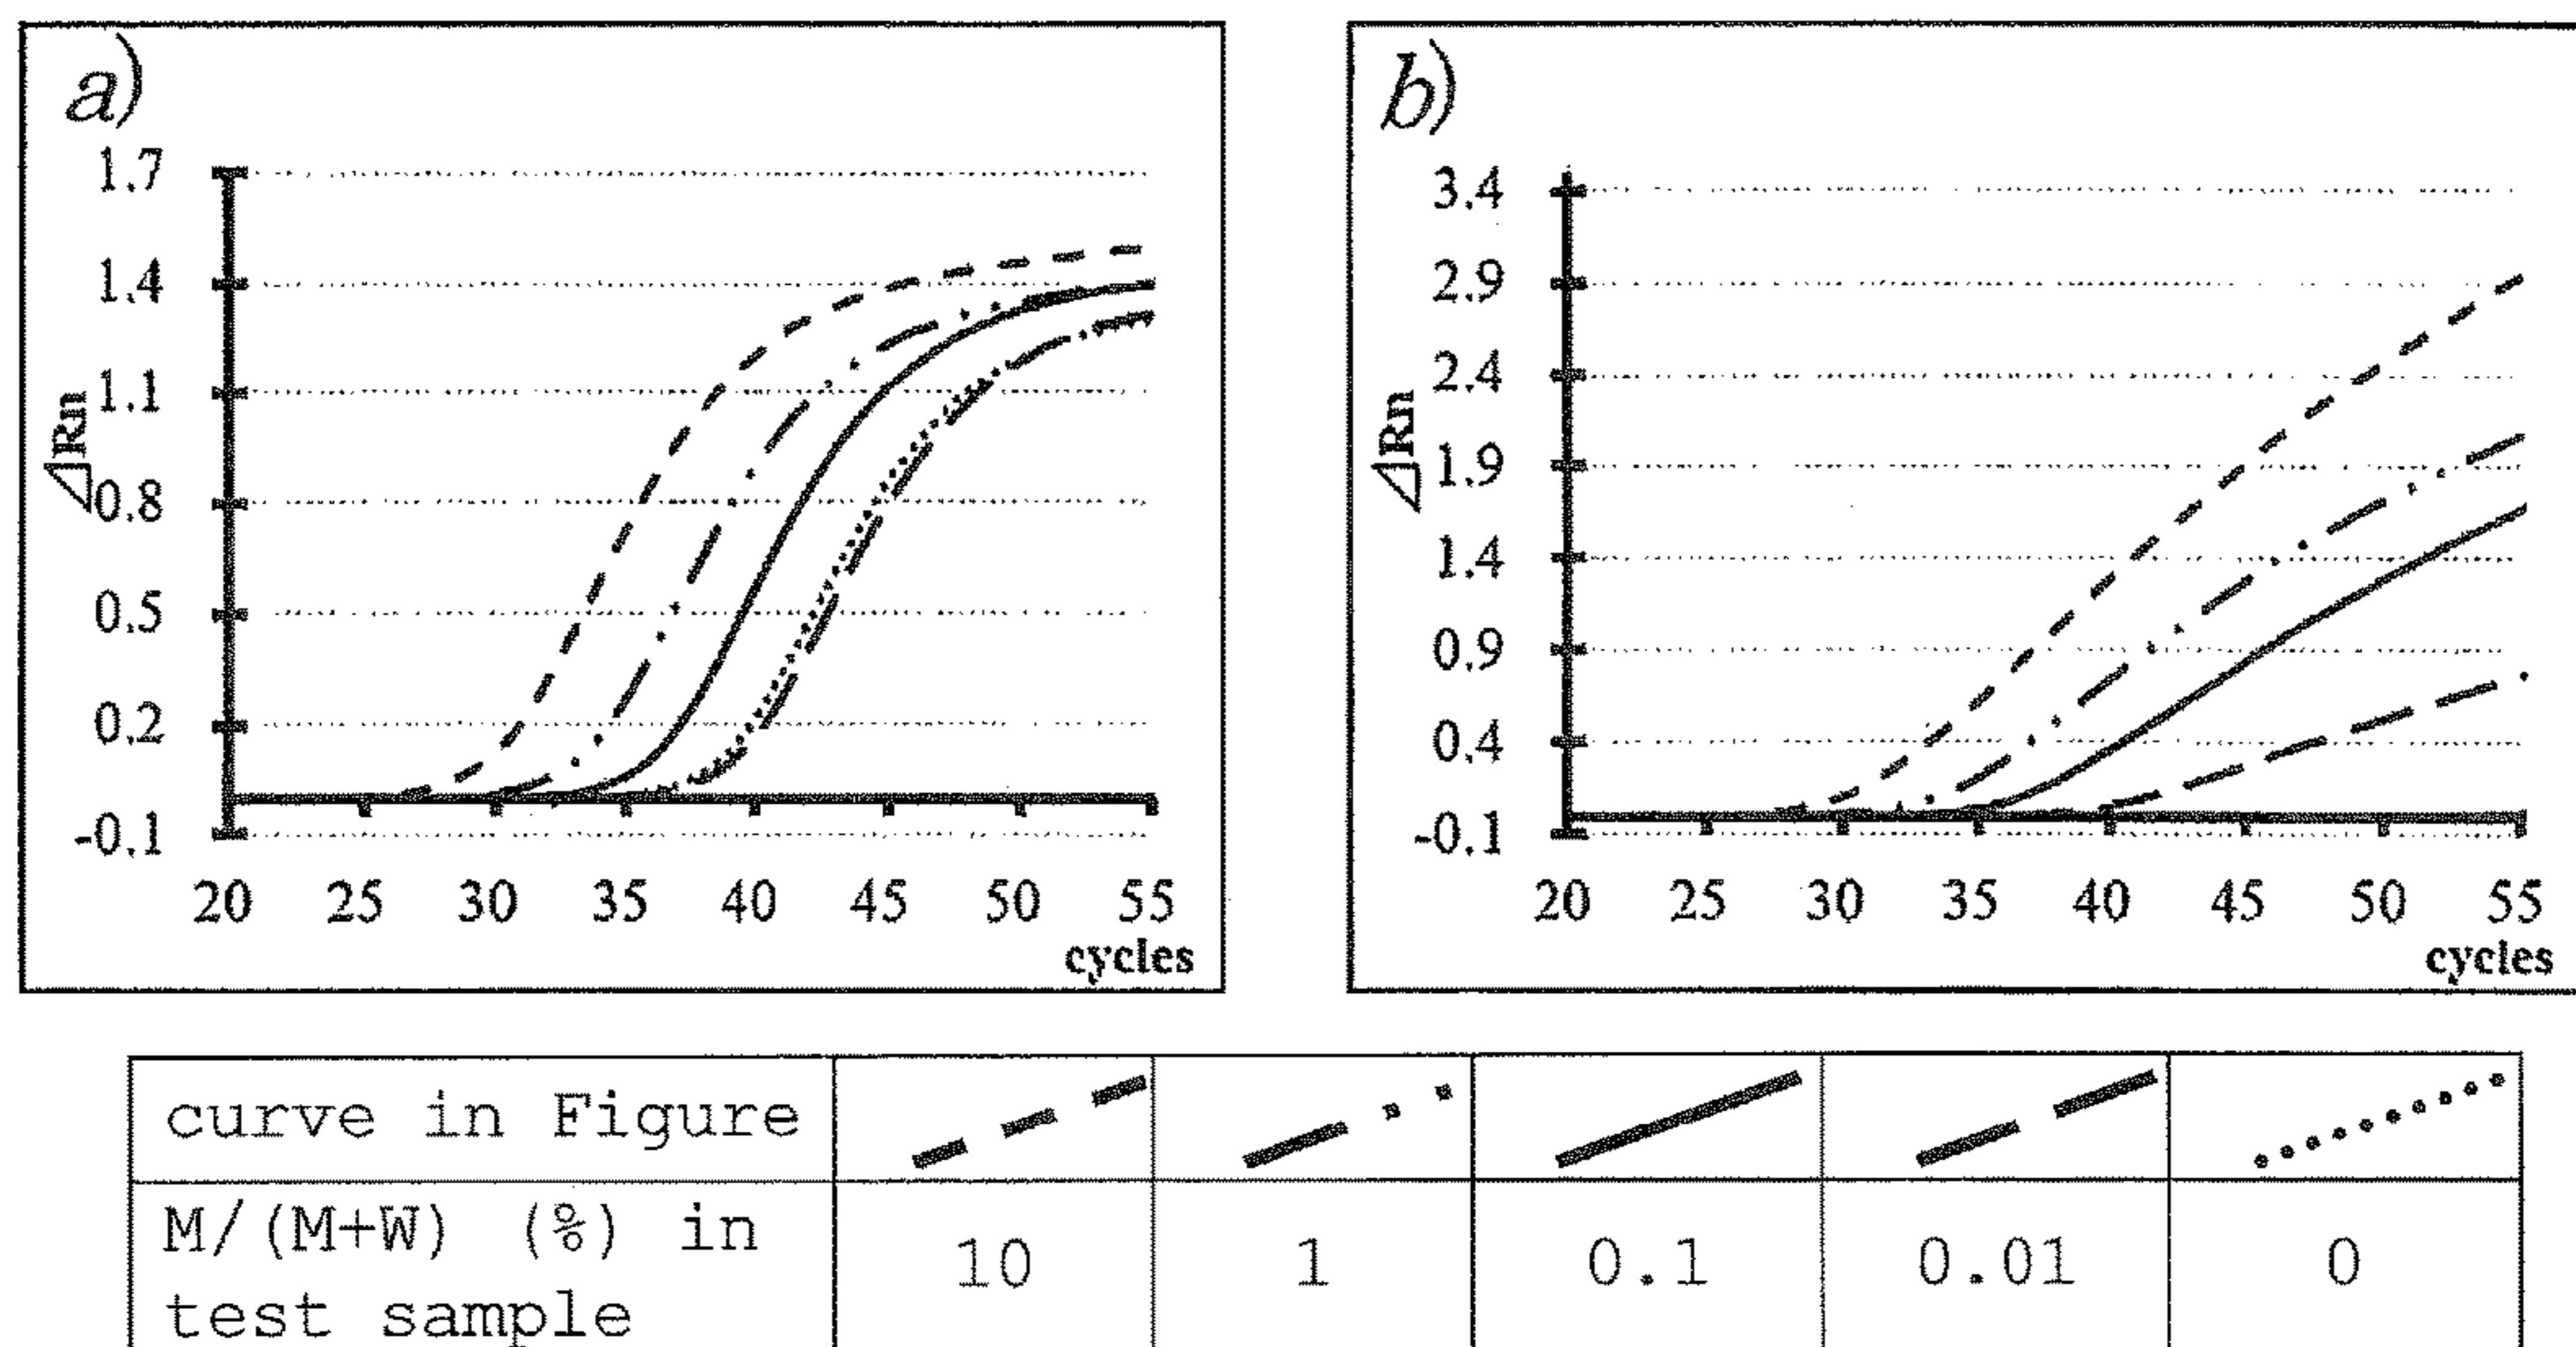 a)
1.7
1.4
1.1
0.8
0.5
0.2
-0.1
ΔRn
20 25 30 35 40 45 50 55
cycles
b)
3.4
2.9
2.4
1.9
1.4
0.9
0.4
-0.1
ΔRn
20 25 30 35 40 45 50 55
cycles
curve in Figure
M/(M+W) (%) in
test sample
10 1 0.1 0.01 0